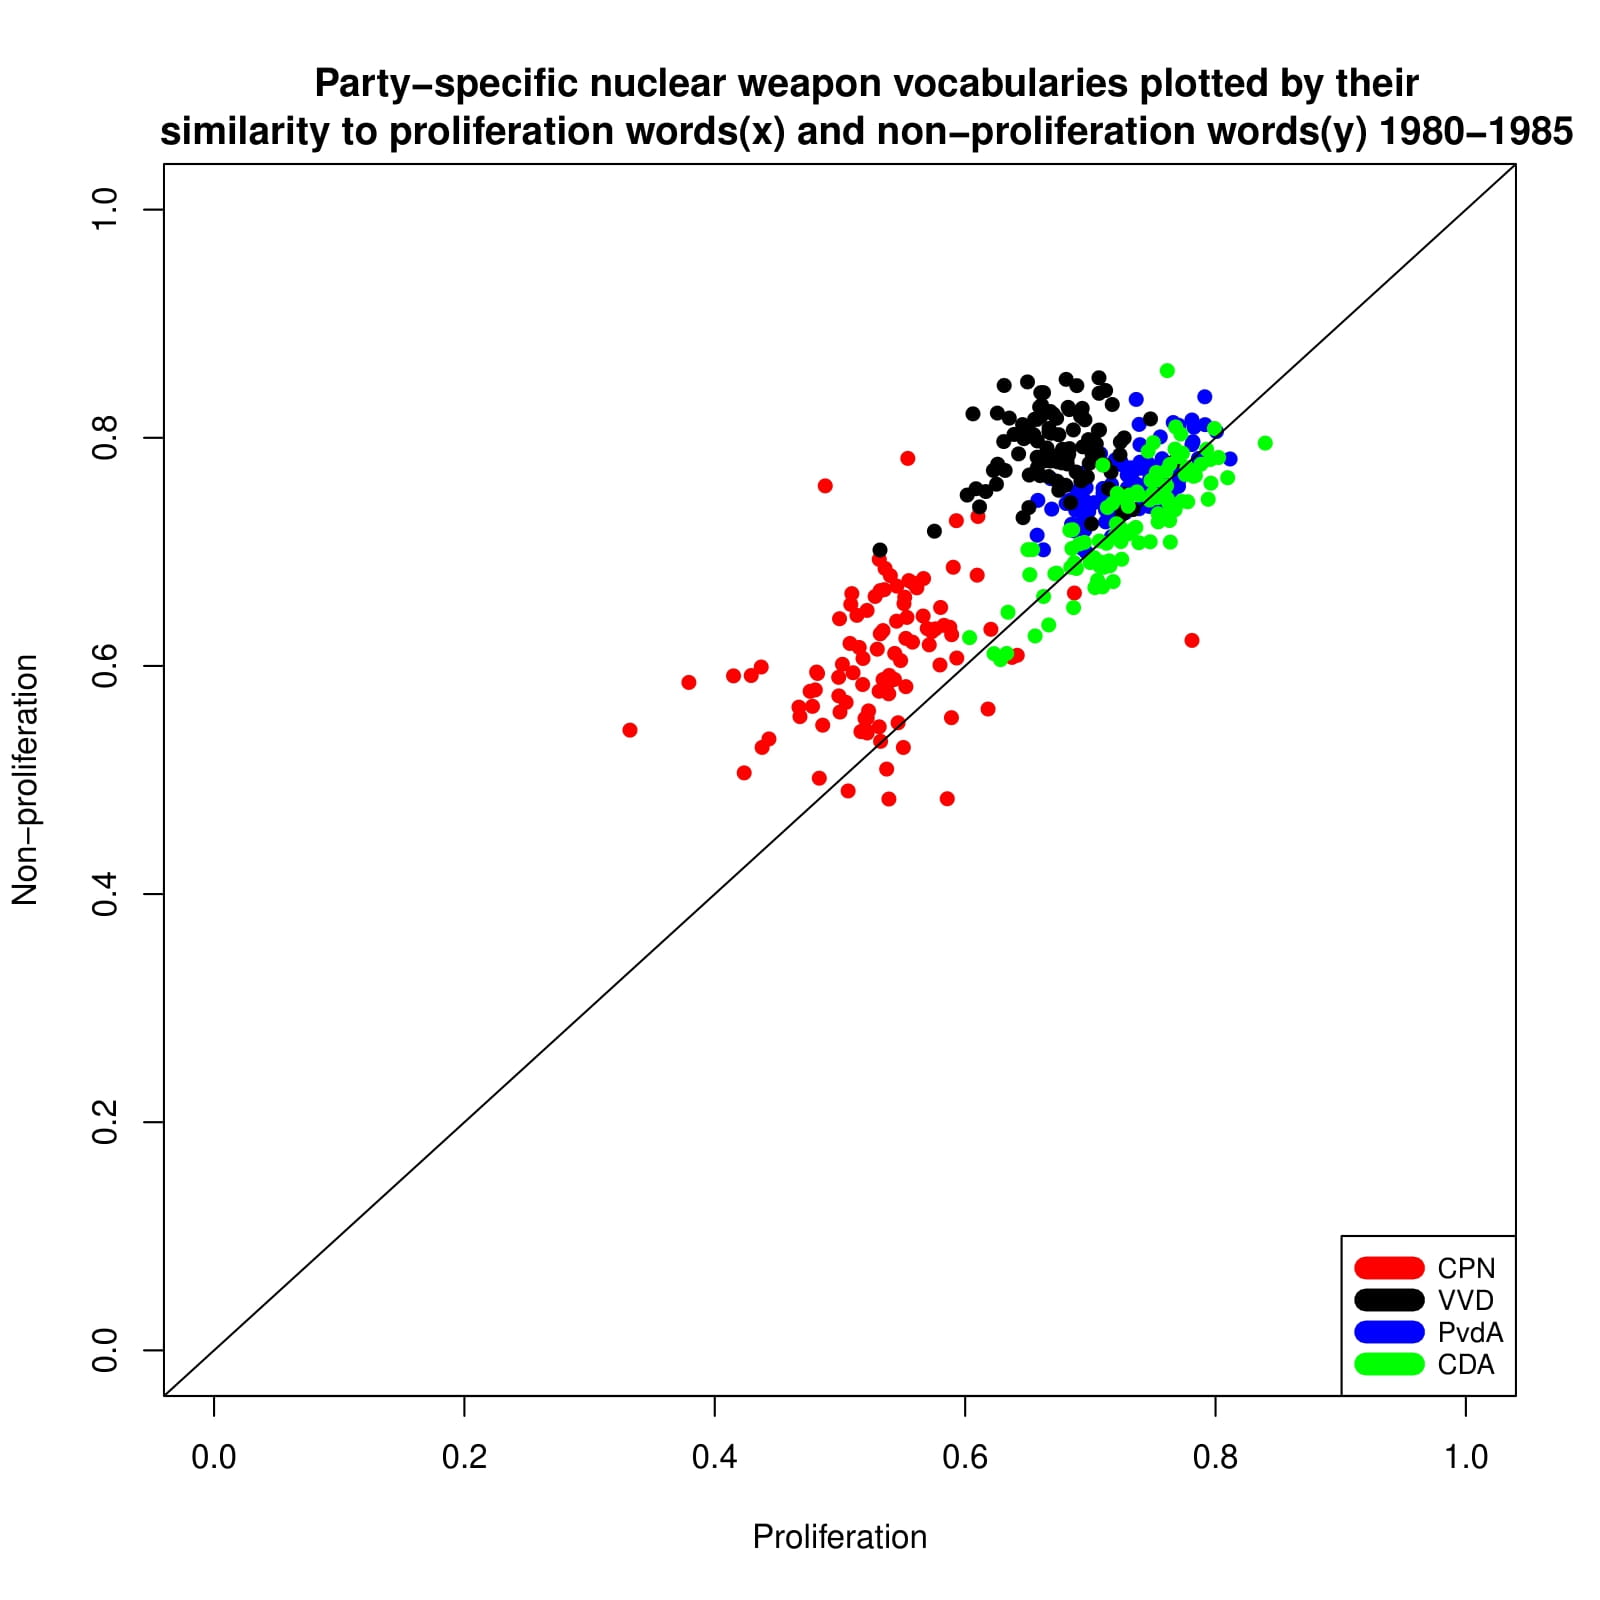 Party−specific nuclear weapon vocabularies plotted by their
similarity to proliferation words(x) and non−proliferation words(y) 1980−1985
1.0
0.8
0.6
0.4
0.2
0.0
Non−proliferation
CPN
VVD
PvdA
CDA
0.0 0.2 0.4 0.6 0.8 1.0
Proliferation